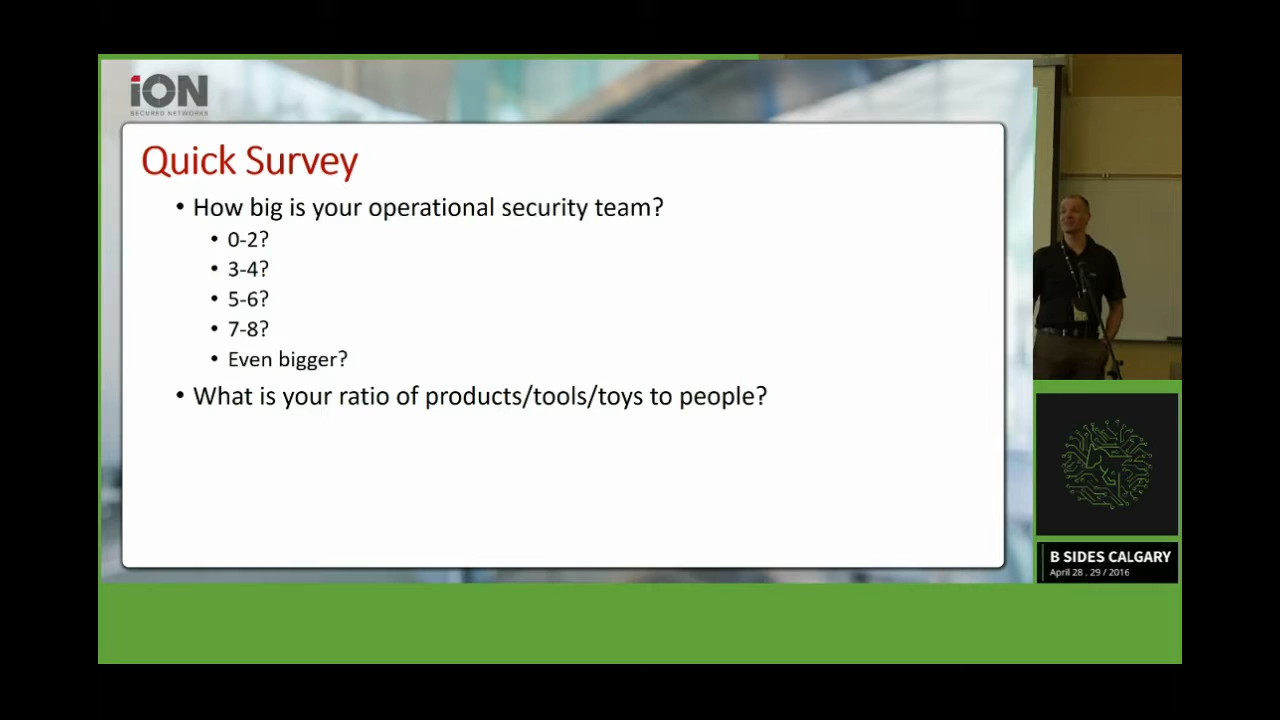 iON
SECURED NETWORKS
Quick Survey
• How big is your operational security team?
• 0-2?
• 3-4?
• 5-6?
• 7-8?
• Even bigger?
• What is your ratio of products/tools/toys to people?
B SIDES CALGARY
April 28 . 29 / 2016